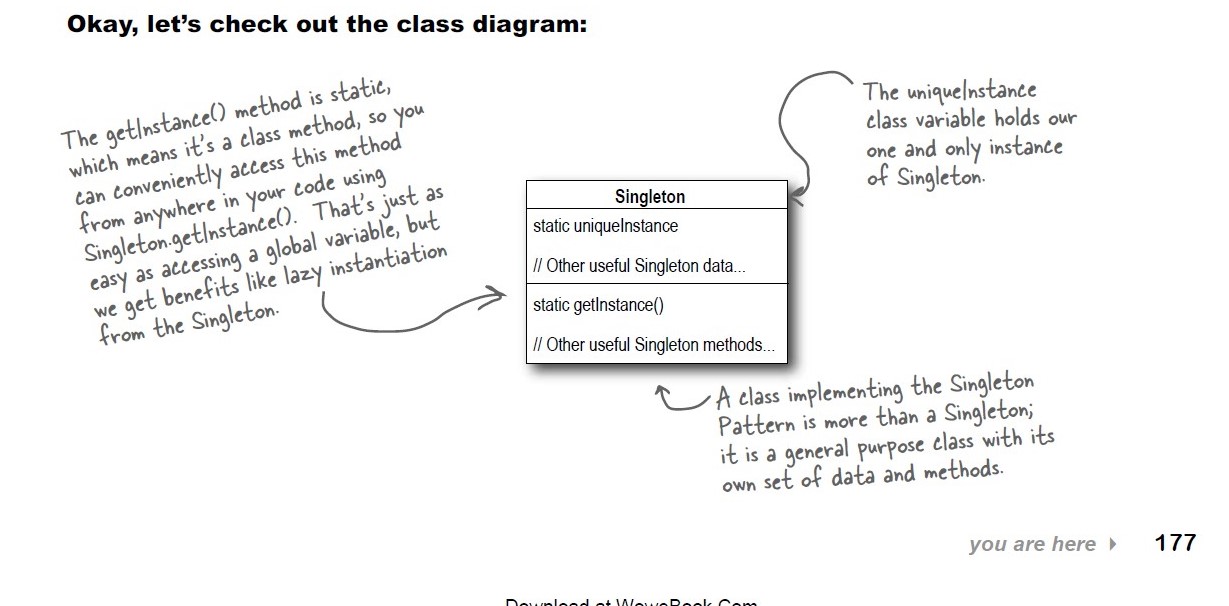 Okay, let's check out the class diagram:
The getInstance() method is static,
which means it's a class method, so you
can conveniently access this method
from anywhere in your code using
Singleton.getInstance(). That's just as
easy as accessing a global variable, but
we get benefits like lazy instantiation
from the Singleton.
The uniqueInstance
class variable holds our
one and only instance
of Singleton.
Singleton
static uniqueInstance
// Other useful Singleton data...
static getInstance()
// Other useful Singleton methods...
A class implementing the Singleton
Pattern is more than a Singleton;
it is a general purpose class with its
own set of data and methods.
you are here 177
Download at WoweBook.Com